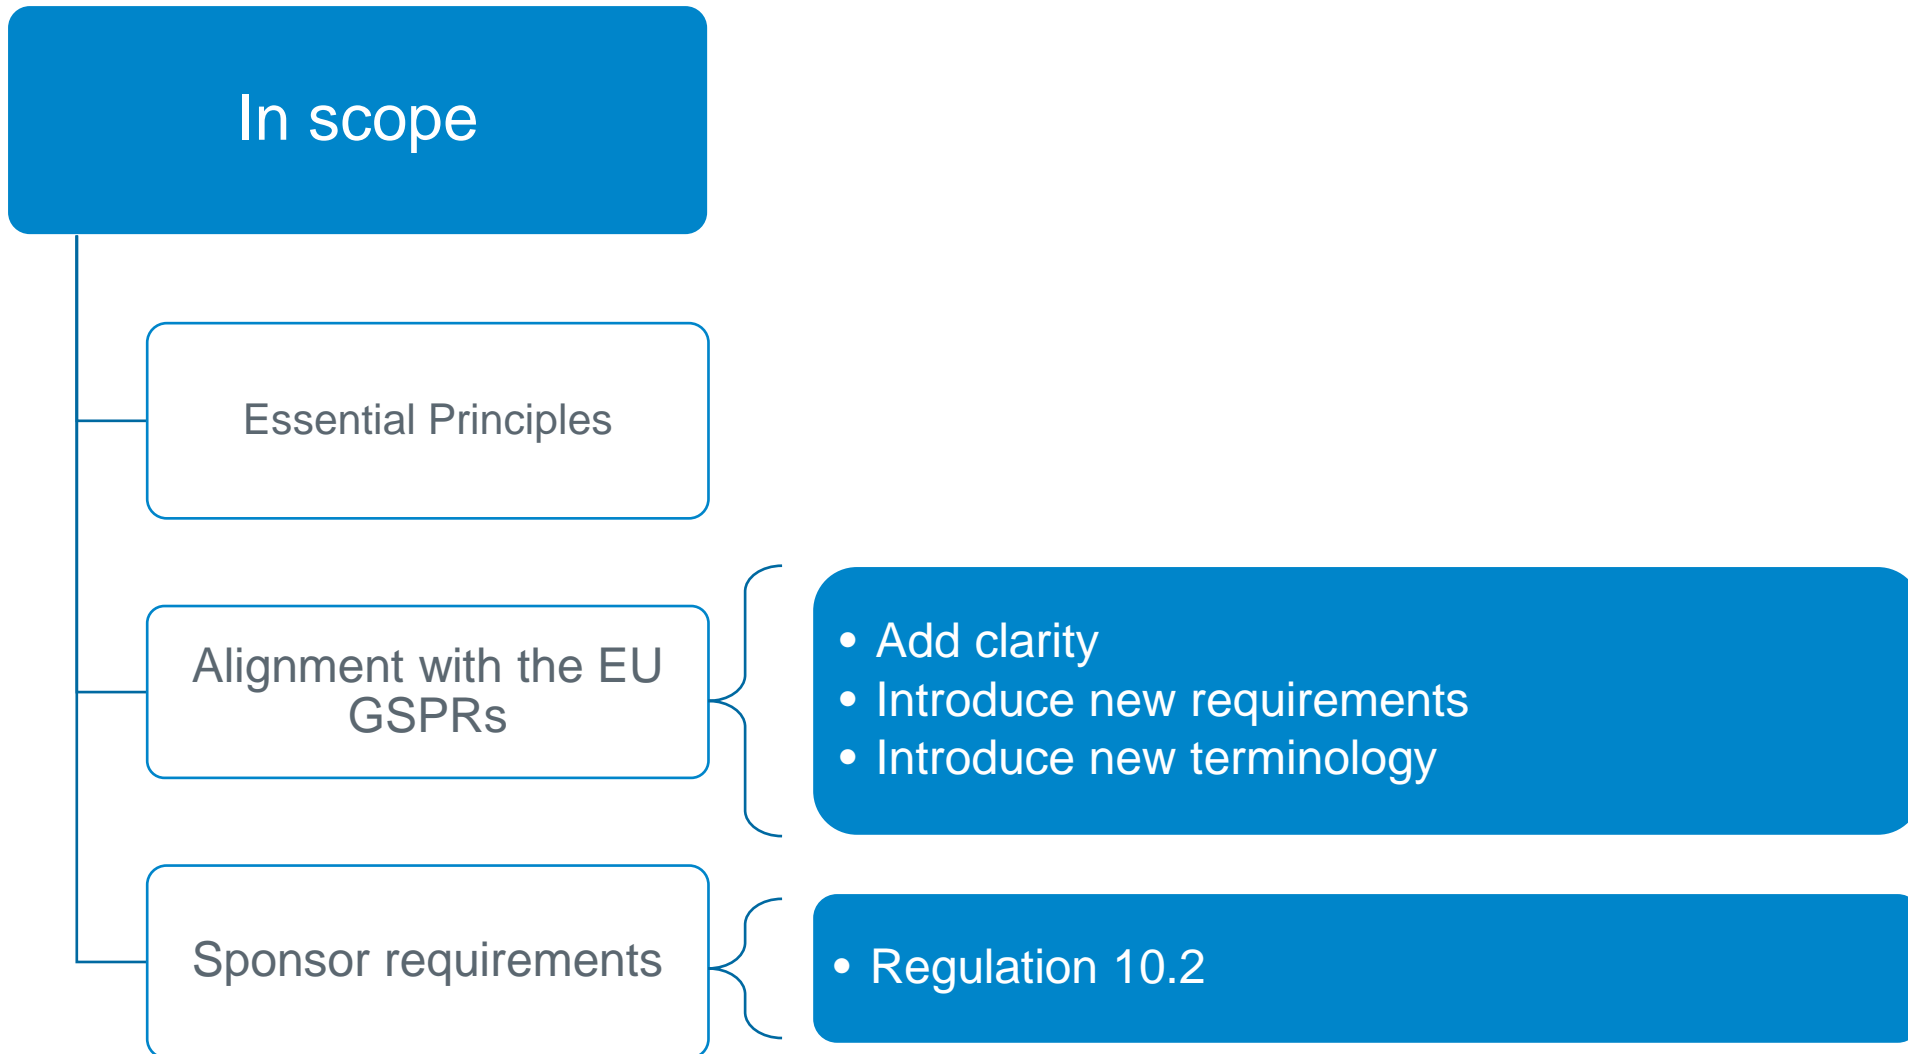 In scope
Essential Principles
Alignment with the EU
GSPRs
• Add clarity
• Introduce new requirements
• Introduce new terminology
Sponsor requirements
• Regulation 10.2